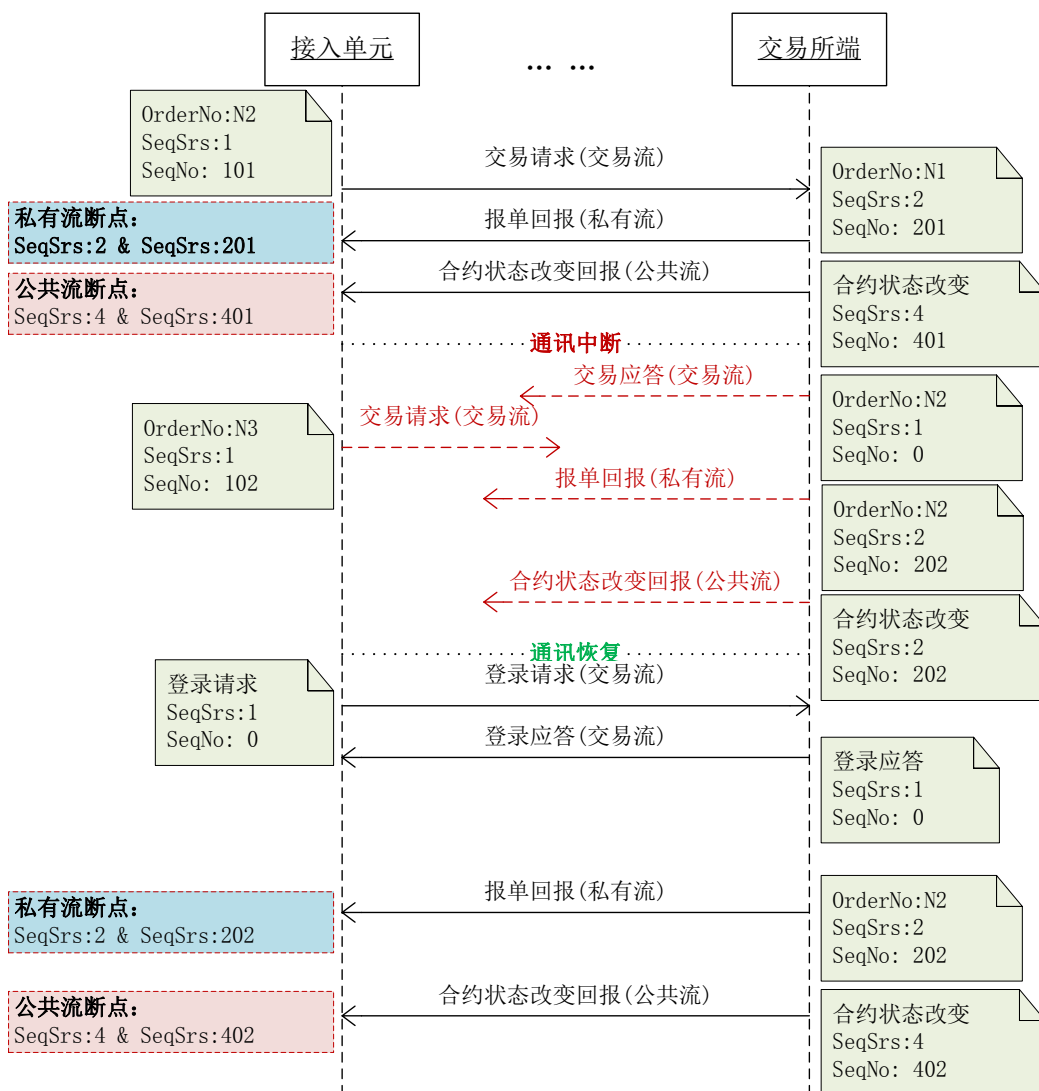 接入单元
... ...
交易所端
OrderNo:N2
SeqSrs:1
SeqNo: 101
交易请求(交易流)
OrderNo:N1
SeqSrs:2
SeqNo: 201
私有流断点:
SeqSrs:2 & SeqSrs:201
报单回报(私有流)
合约状态改变回报(公共流)
公共流断点:
SeqSrs:4 & SeqSrs:401
合约状态改变
SeqSrs:4
SeqNo: 401
通讯中断
交易应答(交易流)
OrderNo:N2
SeqSrs:1
SeqNo: 0
交易请求(交易流)
OrderNo:N3
SeqSrs:1
SeqNo: 102
报单回报(私有流)
OrderNo:N2
SeqSrs:2
SeqNo: 202
合约状态改变回报(公共流)
合约状态改变
SeqSrs:2
SeqNo: 202
通讯恢复
登录请求(交易流)
登录请求
SeqSrs:1
SeqNo: 0
登录应答(交易流)
登录应答
SeqSrs:1
SeqNo: 0
报单回报(私有流)
私有流断点:
SeqSrs:2 & SeqSrs:202
OrderNo:N2
SeqSrs:2
SeqNo: 202
合约状态改变回报(公共流)
公共流断点:
SeqSrs:4 & SeqSrs:402
合约状态改变
SeqSrs:4
SeqNo: 402